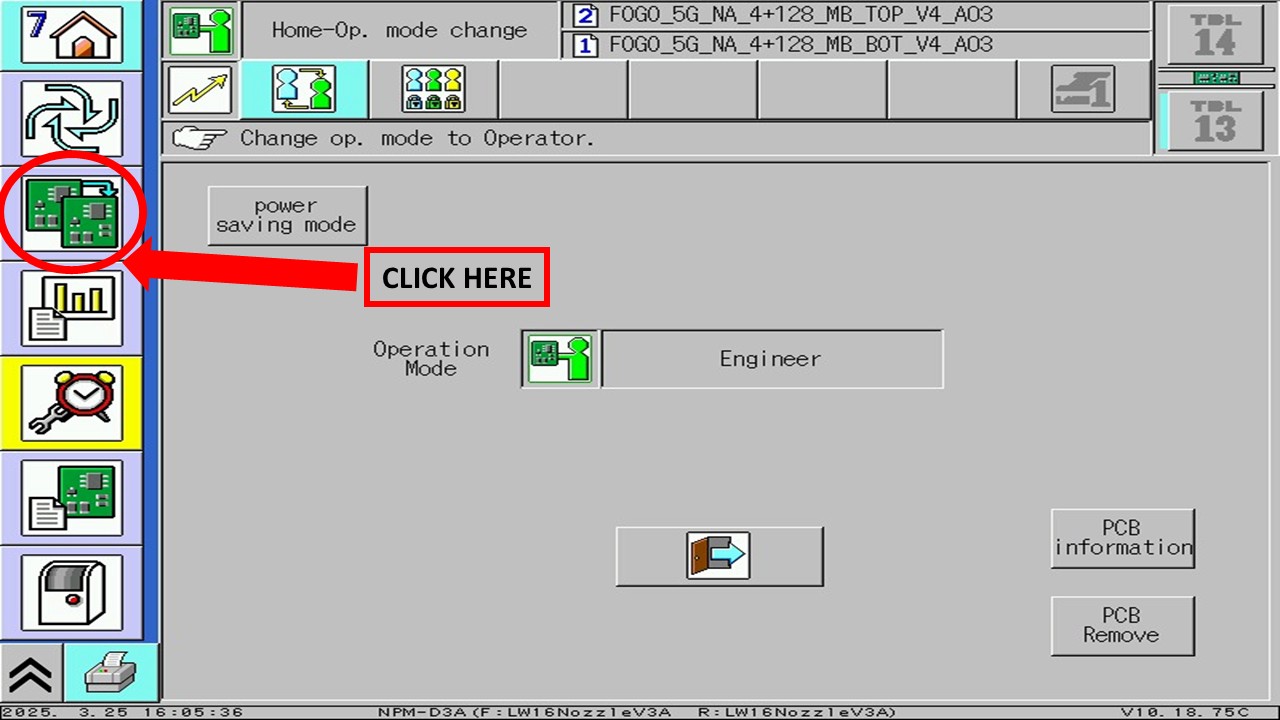 7
Home-Op. mode change
2 FOGO_5G_NA_4+128_MB_TOP_V4_A03
1 FOGO_5G_NA_4+128_MB_BOT_V4_A03
TBL
14
TBL
13
1
Change op. mode to Operator.
power
saving mode
CLICK HERE
Operation
Mode
Engineer
PCB
information
PCB
Remove
2025. 3.25 16:05:36
NPM-D3A(F:LW16NozzleV3A R:LW16NozzleV3A)
V10.18.75C